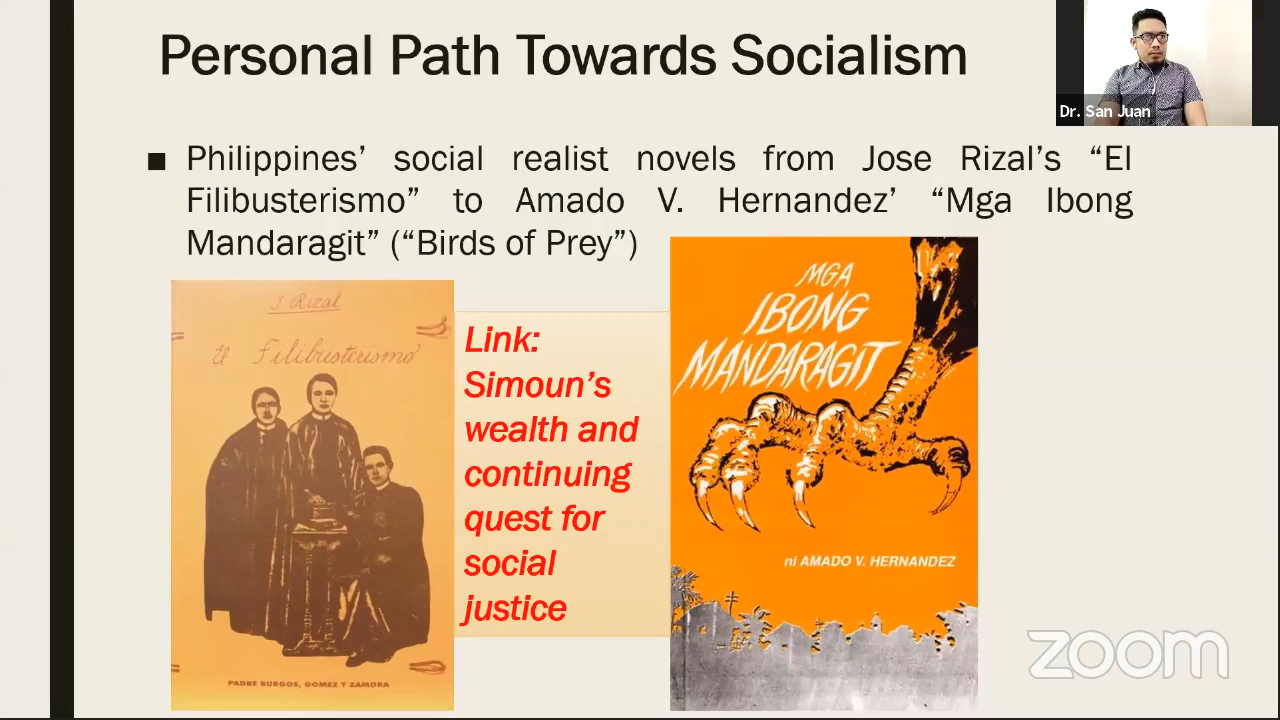 Personal Path Towards Socialism
Dr. San Juan
■ Philippines’ social realist novels from Jose Rizal’s “El
Filibusterismo” to Amado V. Hernandez’ “Mga Ibong
Mandaragit” (“Birds of Prey”)
J. Rizal
El Filibusterismo
PADRE BURGOS, GOMEZ Y ZAMORA
Link:
Simoun’s
wealth and
continuing
quest for
social
justice
MGA
IBONG
MANDARAGIT
ni AMADO V. HERNANDEZ
zoom